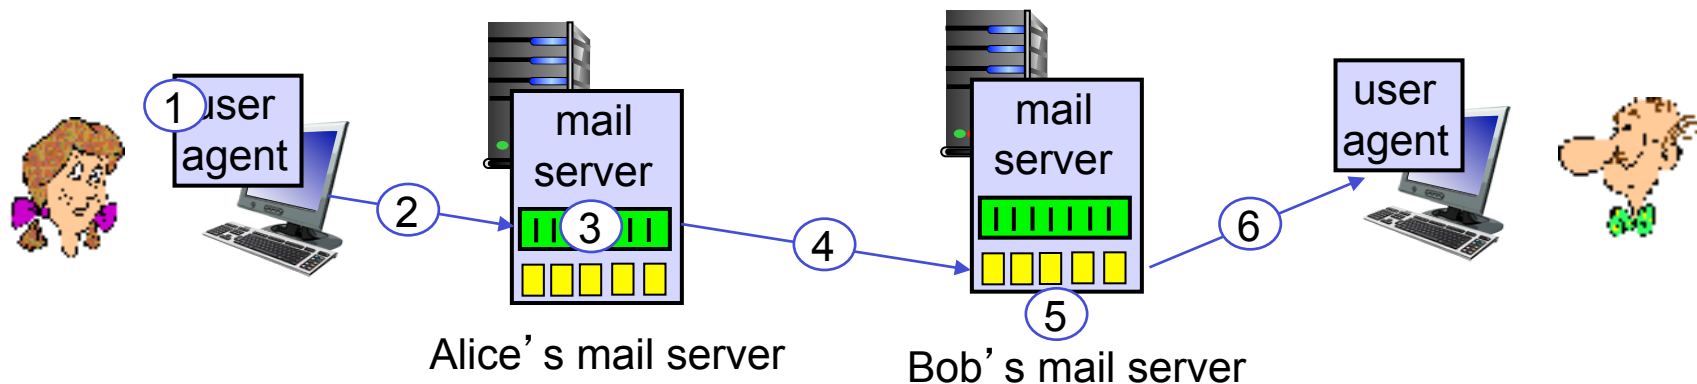 1
user
agent
2
mail
server
3
Alice’s mail server
4
mail
server
5
Bob’s mail server
6
user
agent